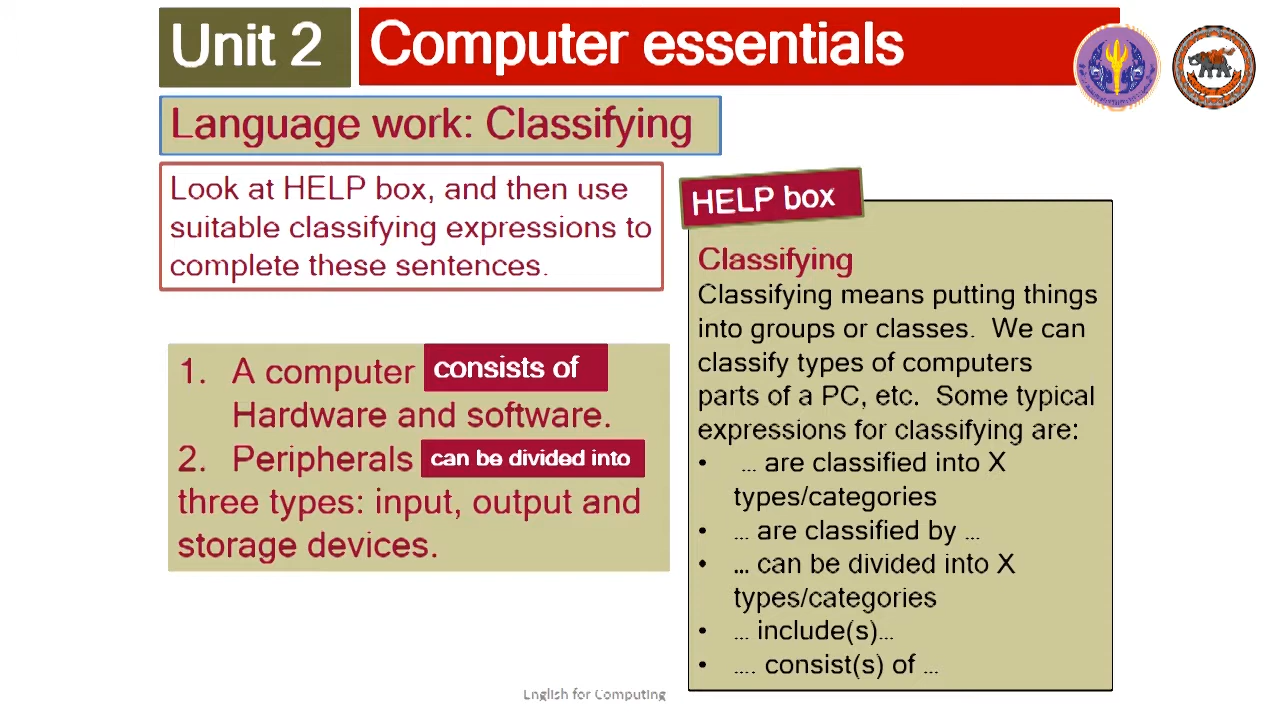 Unit 2
Computer essentials
Language work: Classifying
Look at HELP box, and then use
suitable classifying expressions to
complete these sentences.
1. A computer consists of
Hardware and software.
2. Peripherals can be divided into
three types: input, output and
storage devices.
HELP box
Classifying
Classifying means putting things
into groups or classes. We can
classify types of computers
parts of a PC, etc. Some typical
expressions for classifying are:
• ... are classified into X
types/categories
• ... are classified by ...
• ... can be divided into X
types/categories
• ... include(s)...
• .... consist(s) of ...
English for Computing